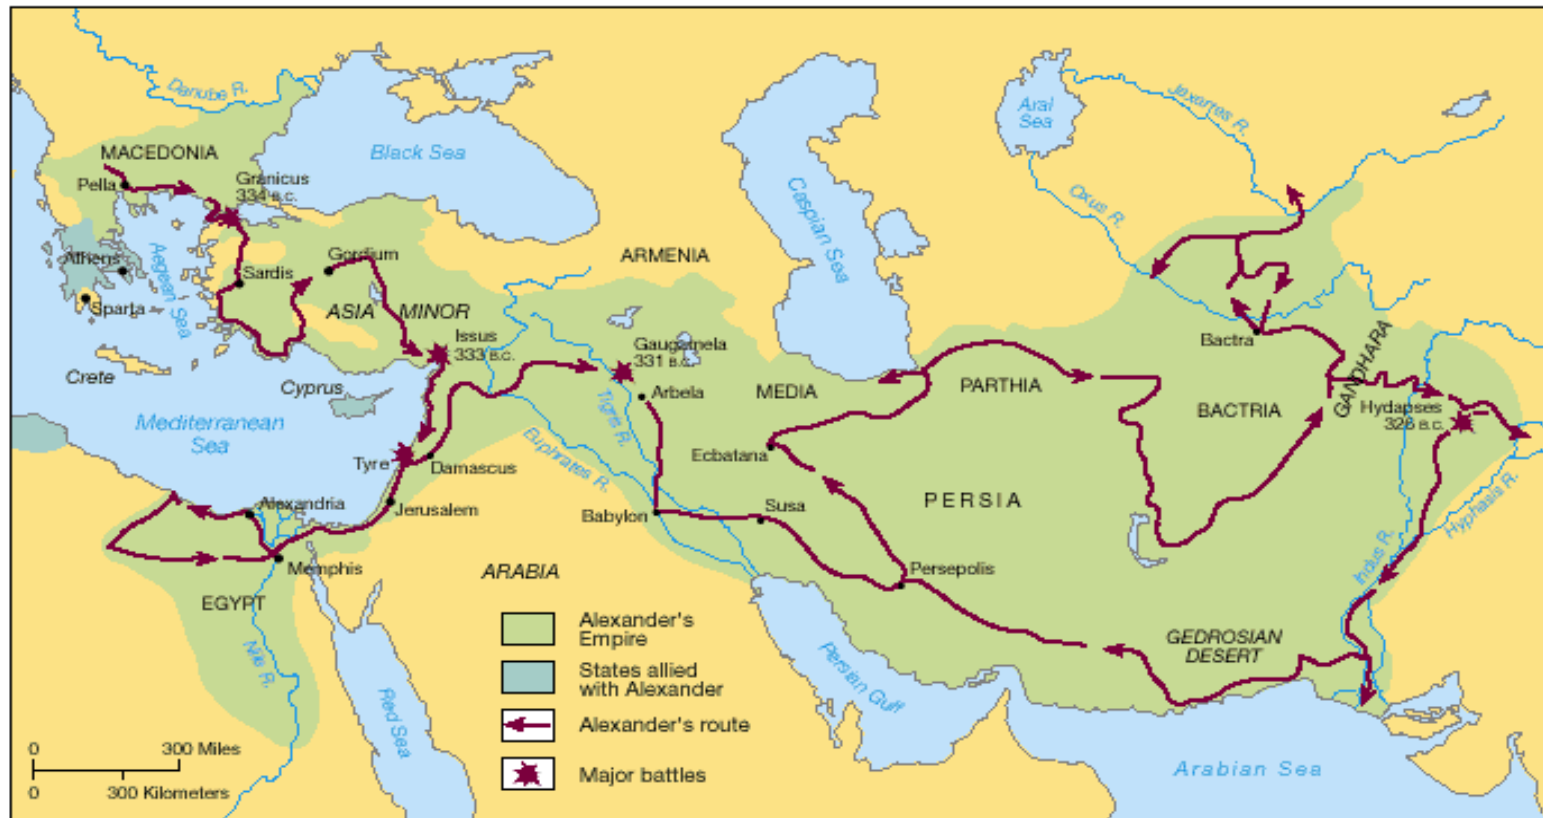 Danube R.
MACEDONIA
Pella
Granicus
334 B.C.
Black Sea
Aral
Sea
Jaxartes R.
Oxus R.
Caspian Sea
Athens
Aegean Sea
Sparta
Sardis
Gordium
ASIA MINOR
ARMENIA
Issus
333 B.C.
Gaugamela
331 B.C.
Arbela
Tigris R.
MEDIA
PARTHIA
Bactra
BACTRIA
GANDHARA
Hydapses
326 B.C.
Crete
Cyprus
Mediterranean
Sea
Tyre
Damascus
Euphrates R.
Ecbatana
PERSIA
Alexandria
Jerusalem
Babylon
Susa
Indus R.
Hyphasis R.
Memphis
ARABIA
Persepolis
EGYPT
Nile R.
Red Sea
Persian Gulf
GEDROSIAN
DESERT
Arabian Sea
Alexander's
Empire
States allied
with Alexander
Alexander's route
Major battles
0 300 Miles
0 300 Kilometers